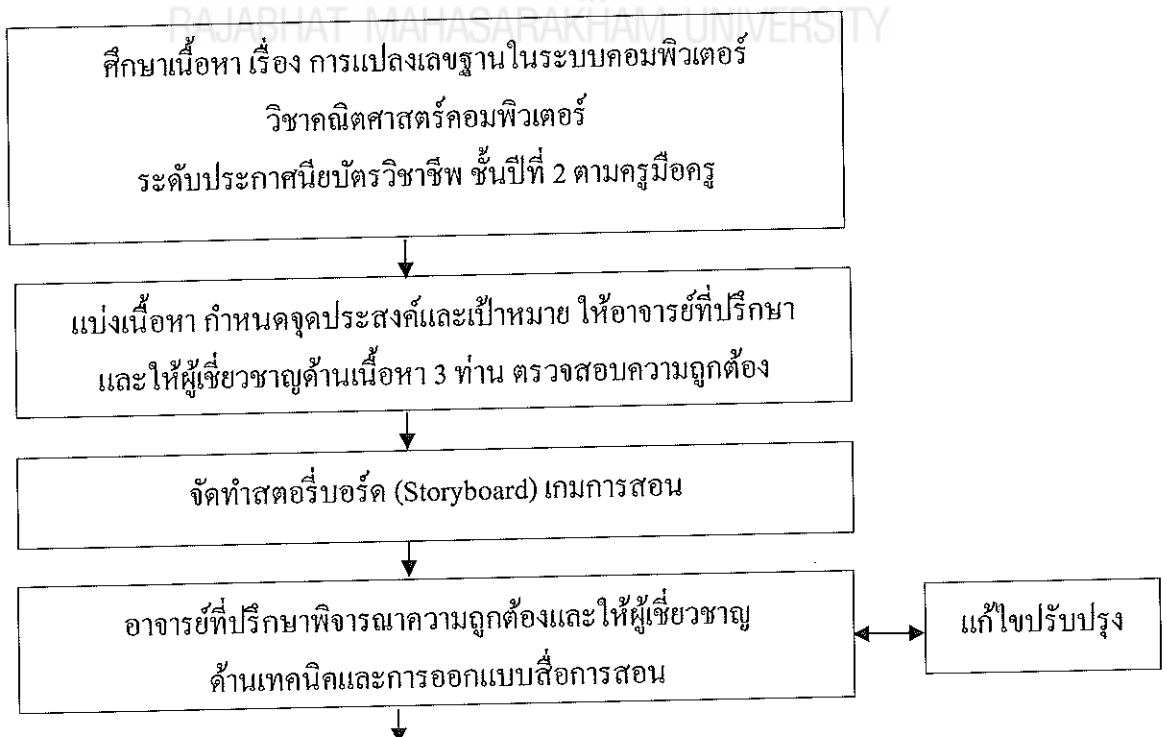 RAJABHAT MAHASARAKHAM UNIVERSITY
ศึกษาเนื้อหา เรื่อง การแปลงเลขฐานในระบบคอมพิวเตอร์
วิชาคณิตศาสตร์คอมพิวเตอร์
ระดับประกาศนียบัตรวิชาชีพ ชั้นปีที่ 2 ตามครูมือครู
แบ่งเนื้อหา กำหนดจุดประสงค์และเป้าหมาย ให้อาจารย์ที่ปรึกษา
และให้ผู้เชี่ยวชาญด้านเนื้อหา 3 ท่าน ตรวจสอบความถูกต้อง
จัดทำสตอรี่บอร์ด (Storyboard) เกมการสอน
อาจารย์ที่ปรึกษาพิจารณาความถูกต้องและให้ผู้เชี่ยวชาญ
ด้านเทคนิคและการออกแบบสื่อการสอน
แก้ไขปรับปรุง